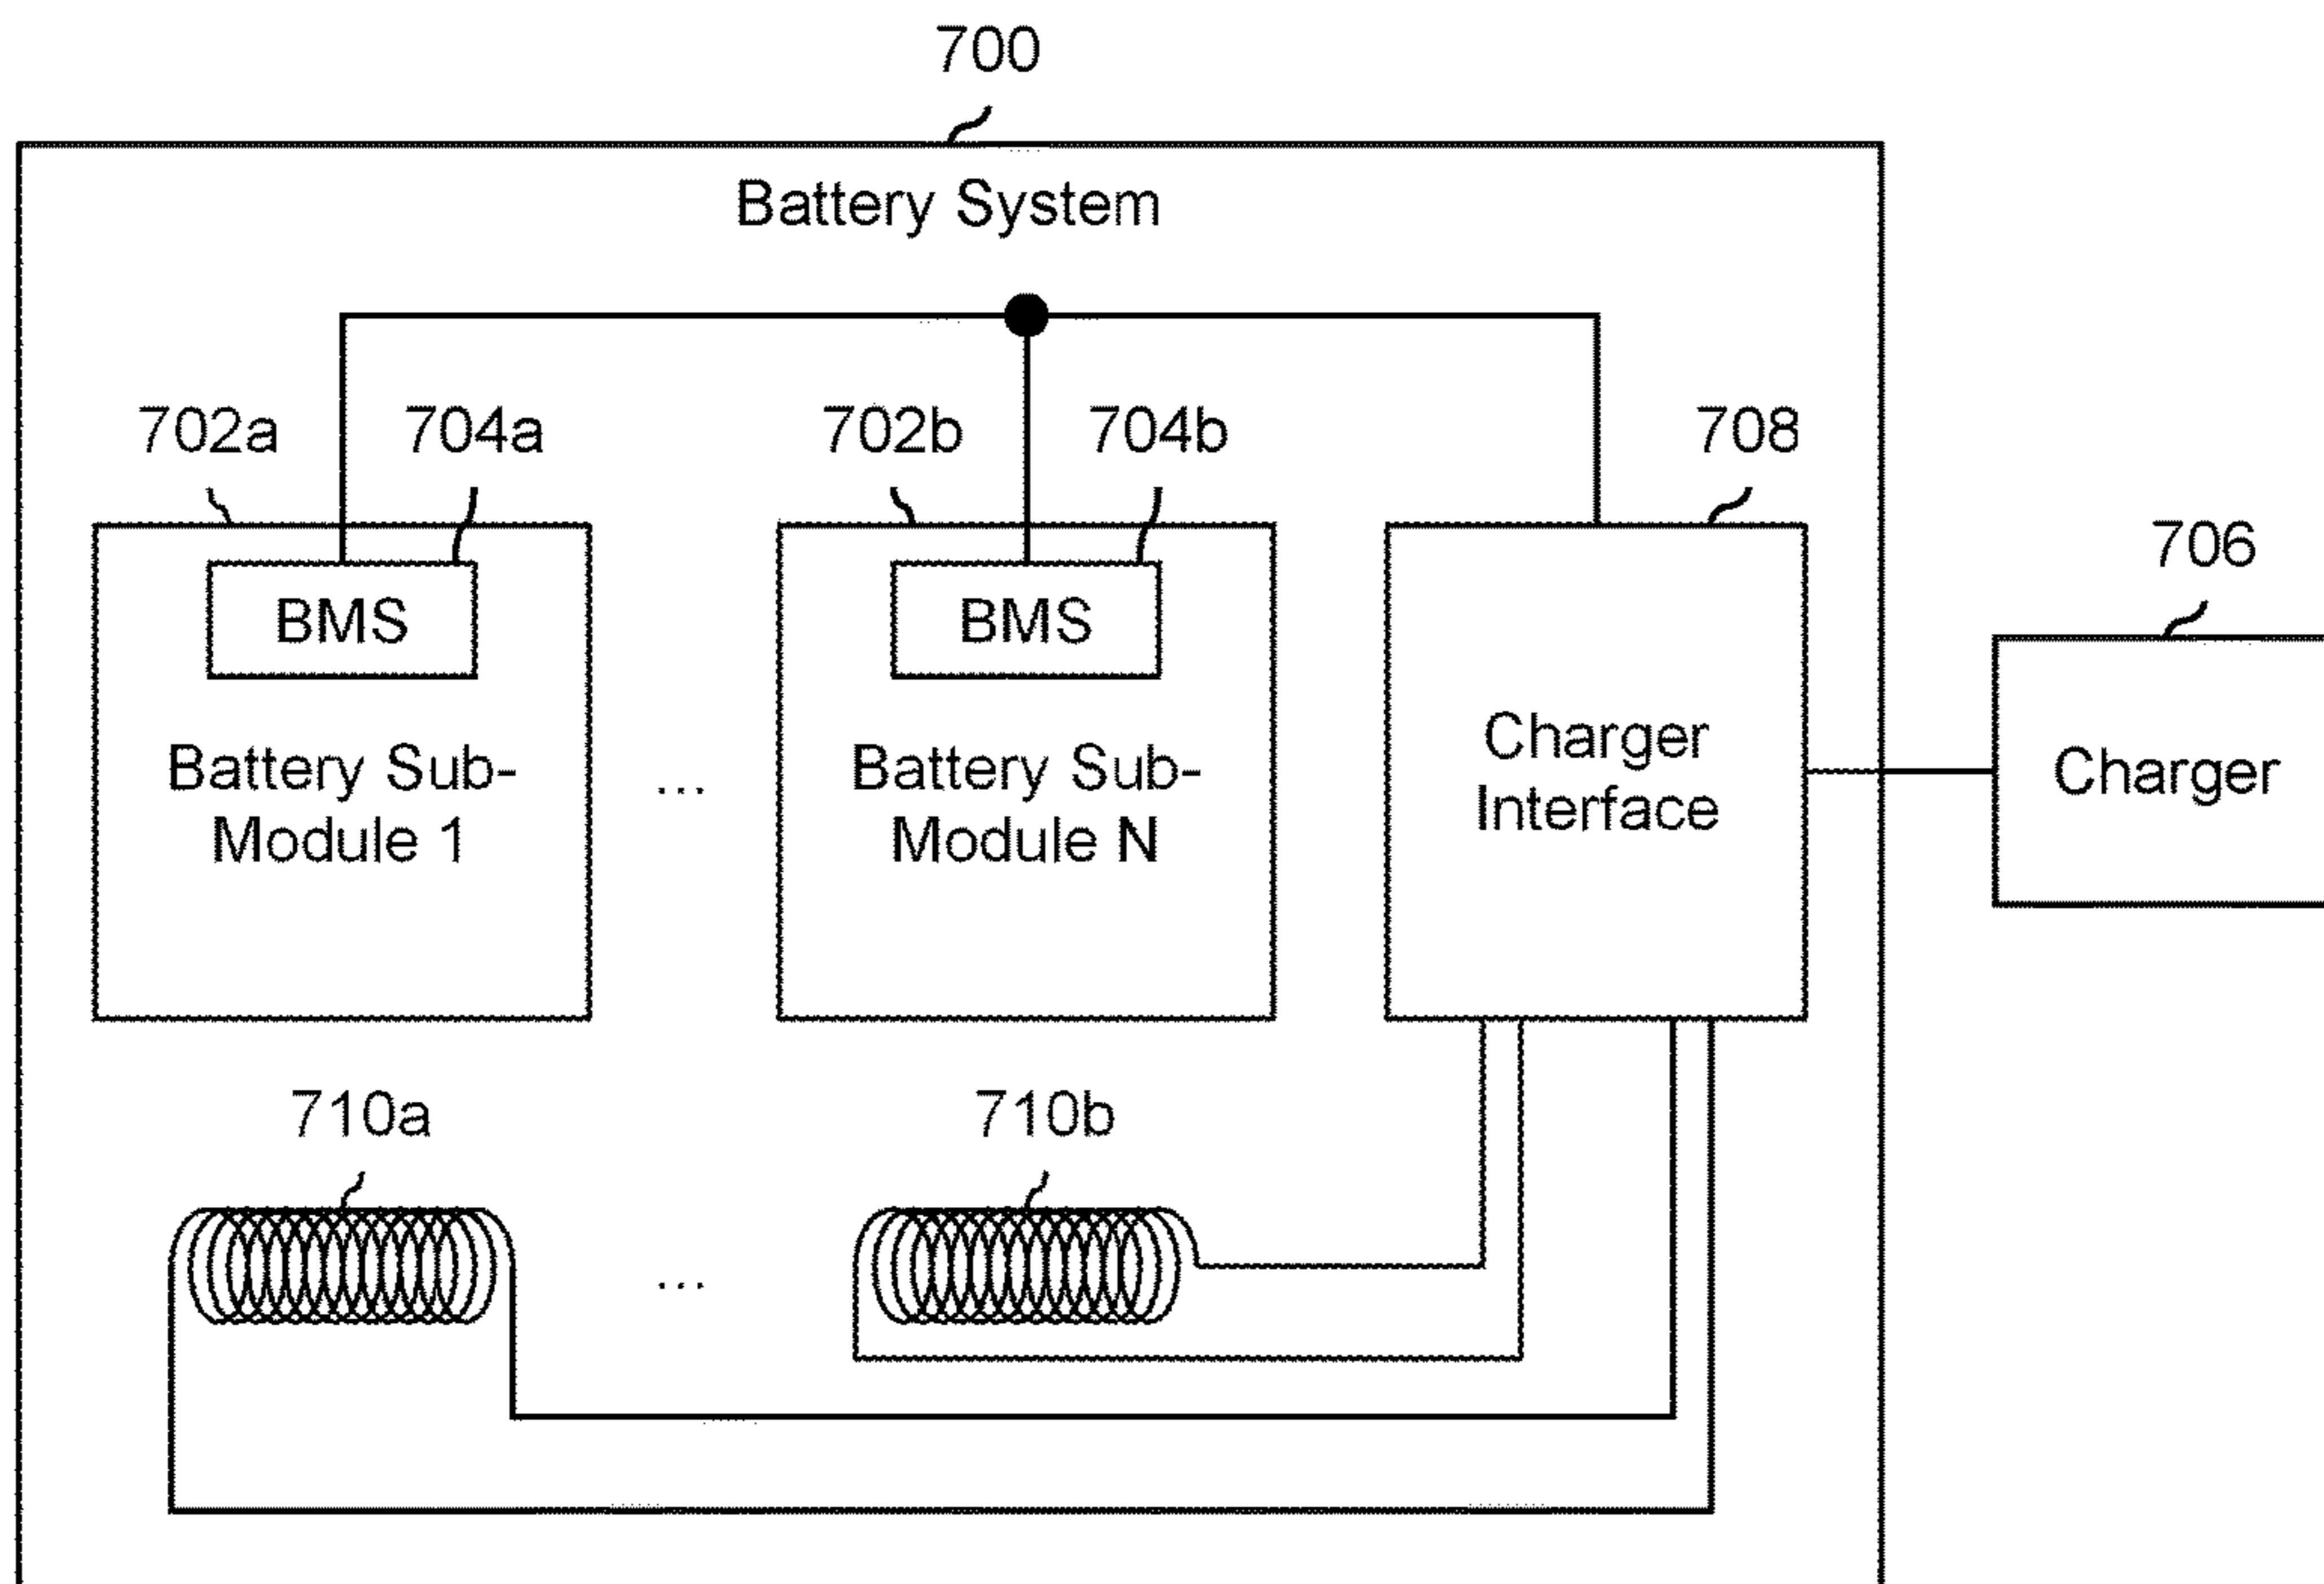 700
Battery System
702a
704a
702b
704b
708
706
BMS
BMS
Battery Sub-
Module 1
...
Battery Sub-
Module N
Charger
Interface
Charger
710a
710b
...